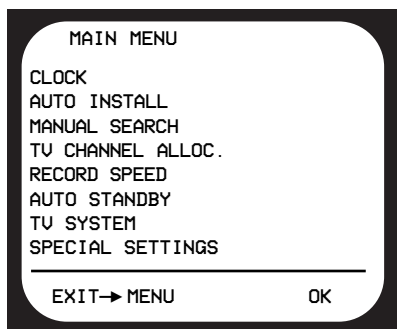 MAIN MENU
CLOCK
AUTO INSTALL
MANUAL SEARCH
TV CHANNEL ALLOC.
RECORD SPEED
AUTO STANDBY
TV SYSTEM
SPECIAL SETTINGS
EXIT→ MENU OK